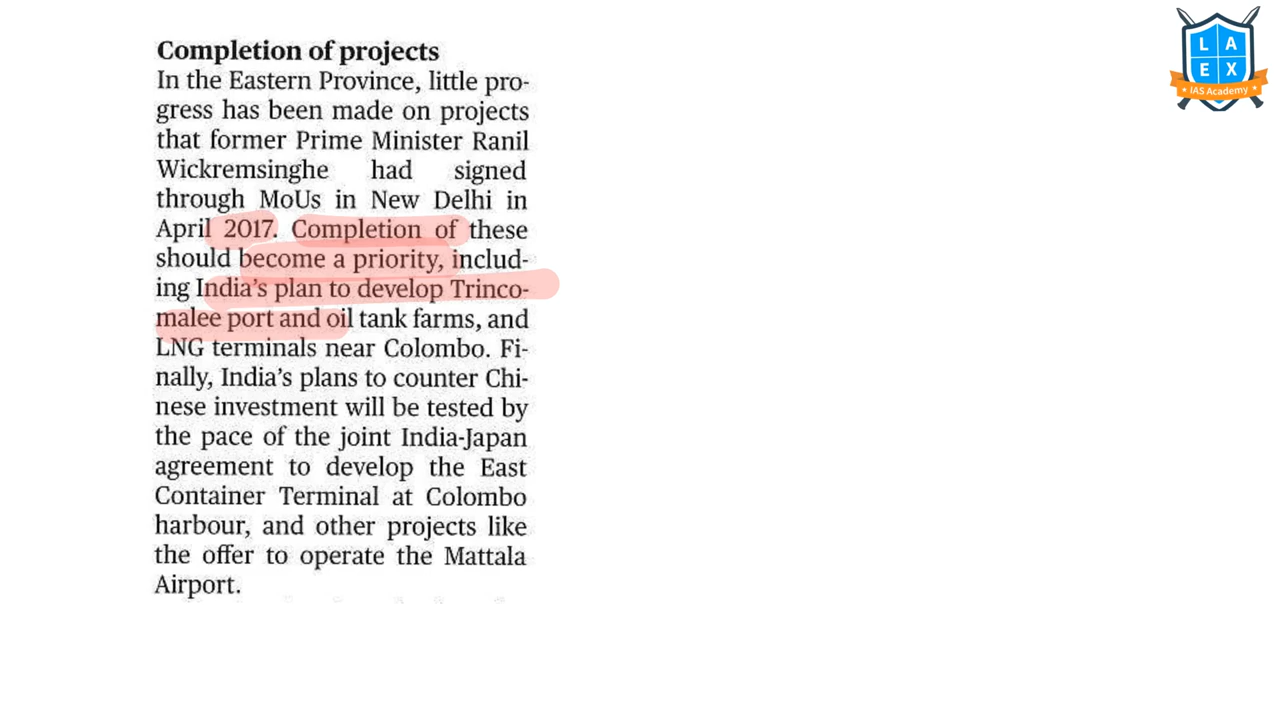 Completion of projects
In the Eastern Province, little pro-
gress has been made on projects
that former Prime Minister Ranil
Wickremsinghe had signed
through MoUs in New Delhi in
April 2017. Completion of these
should become a priority, includ-
ing India's plan to develop Trinco-
malee port and oil tank farms, and
LNG terminals near Colombo. Fi-
nally, India's plans to counter Chi-
nese investment will be tested by
the pace of the joint India-Japan
agreement to develop the East
Container Terminal at Colombo
harbour, and other projects like
the offer to operate the Mattala
Airport.
L A
E X
IAS Academy